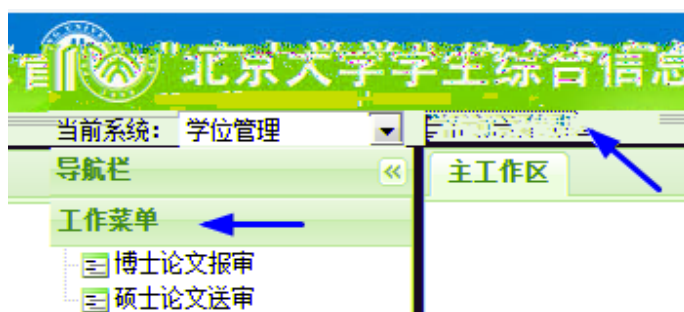 北京大学学生综合信息
当前系统： 学位管理
导航栏
主工作区
工作菜单
博士论文报审
硕士论文送审